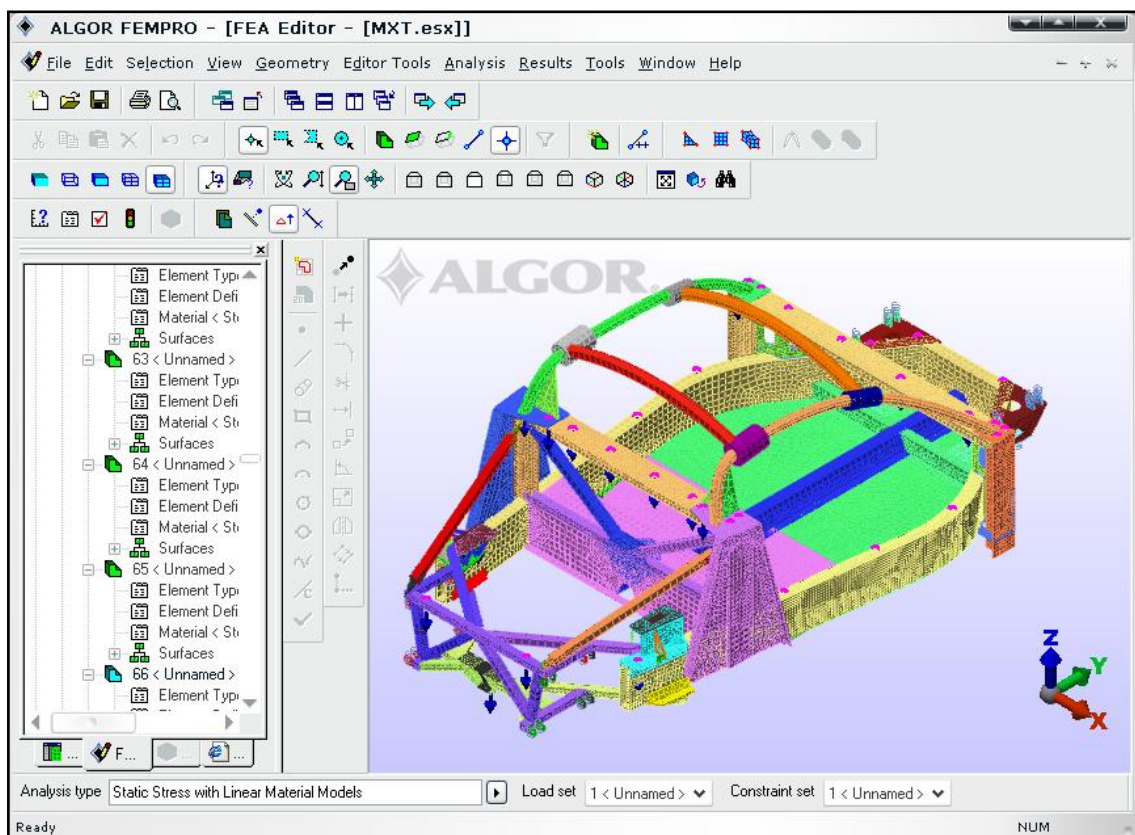 ALGOR FEMPRO - [FEA Editor - [MXT.esx]]
File Edit Selection View Geometry Editor Tools Analysis Results Tools Window Help
Element Typ
Element Defi
Material < St
Surfaces
63 < Unnamed >
Element Typ
Element Defi
Material < St
Surfaces
64 < Unnamed >
Element Typ
Element Defi
Material < St
Surfaces
65 < Unnamed >
Element Typ
Element Defi
Material < St
Surfaces
66 < Unnamed >
Element Typ
F...
ALGOR
Z
Y
X
Analysis type Static Stress with Linear Material Models Load set 1 < Unnamed > Constraint set 1 < Unnamed >
Ready NUM